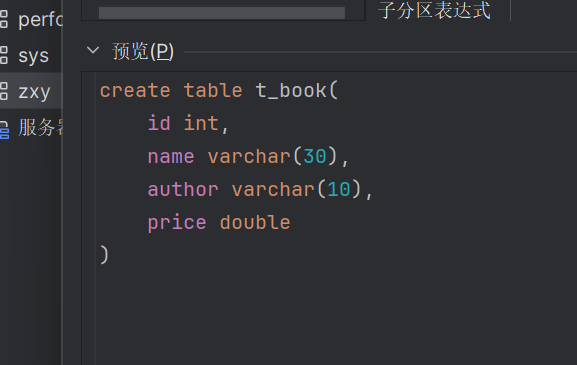 子分区表达式
perfo
sys
zxy
服务器
预览(P)
create table t_book(
    id int,
    name varchar(30),
    author varchar(10),
    price double
)